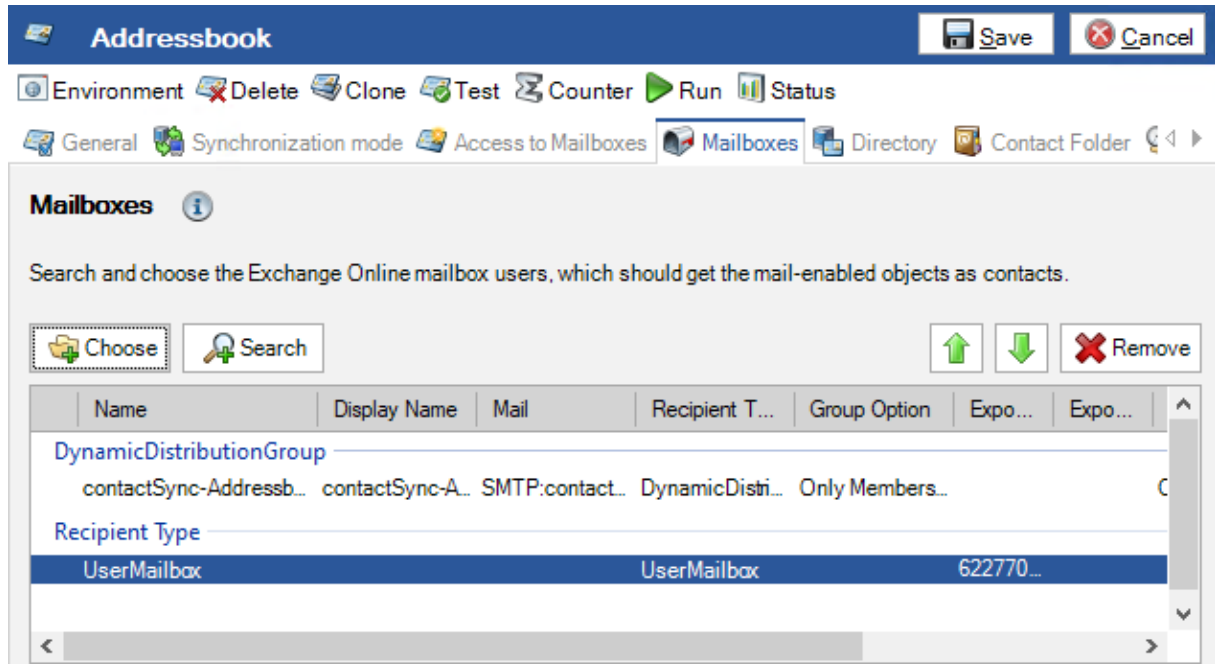 Addressbook Save Cancel
Environment Delete Clone Test Counter Run Status
General Synchronization mode Access to Mailboxes Mailboxes Directory Contact Folder
Mailboxes
Search and choose the Exchange Online mailbox users, which should get the mail-enabled objects as contacts.
Choose Search Remove
Name Display Name Mail Recipient T... Group Option Expo... Expo...
DynamicDistributionGroup
contactSync-Addressb... contactSync-A... SMTP:contact... DynamicDistri... Only Members...
Recipient Type
UserMailbox UserMailbox 622770...